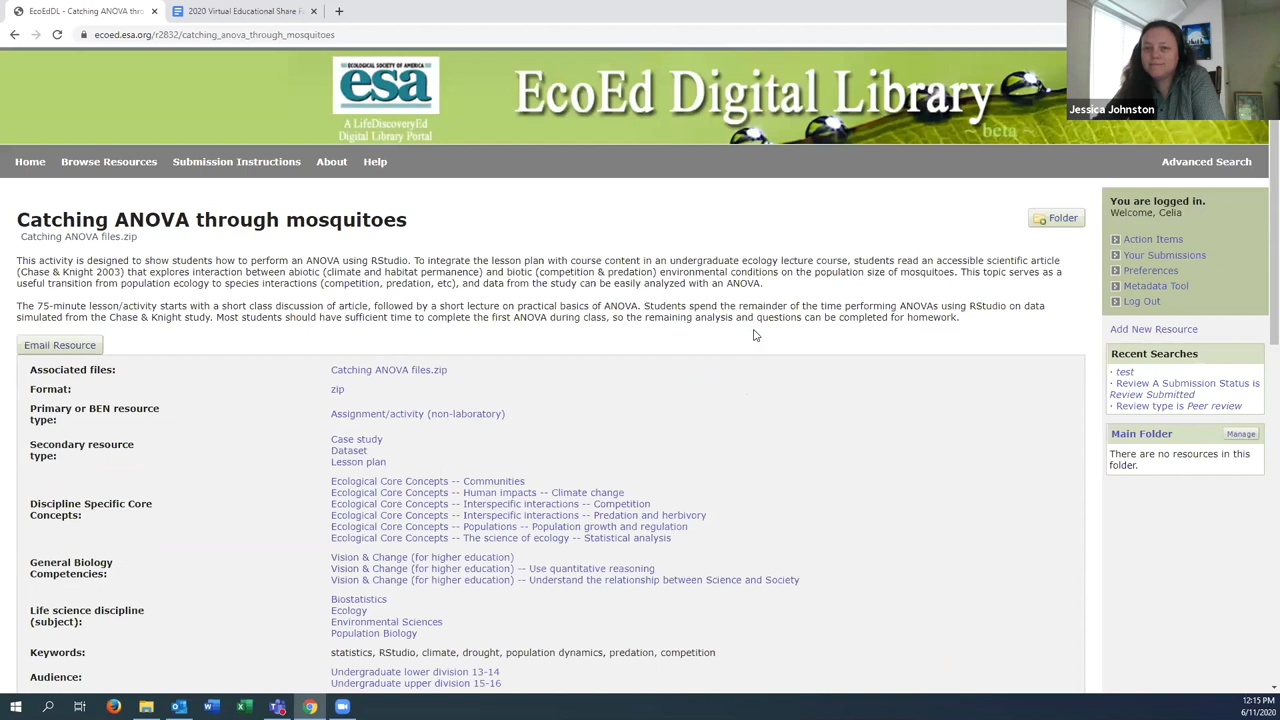 EcoEdDL - Catching ANOVA thro
2020 Virtual Educational Share Fa
ecoed.esa.org/r2832/catching_anova_through_mosquitoes
ECOLOGICAL SOCIETY OF AMERICA
esa
A LifeDiscoveryEd
Digital Library Portal
EcoEd Digital Library
~ beta ~
Jessica Johnston
Home
Browse Resources
Submission Instructions
About
Help
Advanced Search
Catching ANOVA through mosquitoes
Catching ANOVA files.zip
Folder
This activity is designed to show students how to perform an ANOVA using RStudio. To integrate the lesson plan with course content in an undergraduate ecology lecture course, students read an accessible scientific article
(Chase & Knight 2003) that explores interaction between abiotic (climate and habitat permanence) and biotic (competition & predation) environmental conditions on the population size of mosquitoes. This topic serves as a
useful transition from population ecology to species interactions (competition, predation, etc), and data from the study can be easily analyzed with an ANOVA.
The 75-minute lesson/activity starts with a short class discussion of article, followed by a short lecture on practical basics of ANOVA. Students spend the remainder of the time performing ANOVAs using RStudio on data
simulated from the Chase & Knight study. Most students should have sufficient time to complete the first ANOVA during class, so the remaining analysis and questions can be completed for homework.
Email Resource
Associated files:
Catching ANOVA files.zip
Format:
zip
Primary or BEN resource
type:
Assignment/activity (non-laboratory)
Secondary resource
type:
Case study
Dataset
Lesson plan
Discipline Specific Core
Concepts:
Ecological Core Concepts -- Communities
Ecological Core Concepts -- Human impacts -- Climate change
Ecological Core Concepts -- Interspecific interactions -- Competition
Ecological Core Concepts -- Interspecific interactions -- Predation and herbivory
Ecological Core Concepts -- Populations -- Population growth and regulation
Ecological Core Concepts -- The science of ecology -- Statistical analysis
General Biology
Competencies:
Vision & Change (for higher education)
Vision & Change (for higher education) -- Use quantitative reasoning
Vision & Change (for higher education) -- Understand the relationship between Science and Society
Life science discipline
(subject):
Biostatistics
Ecology
Environmental Sciences
Population Biology
Keywords:
statistics, RStudio, climate, drought, population dynamics, predation, competition
Audience:
Undergraduate lower division 13-14
Undergraduate upper division 15-16
You are logged in.
Welcome, Celia
Action Items
Your Submissions
Preferences
Metadata Tool
Log Out
Add New Resource
Recent Searches
· test
· Review A Submission Status is
Review Submitted
· Review type is Peer review
Main Folder
Manage
There are no resources in this
folder.
12:15 PM
6/11/2020